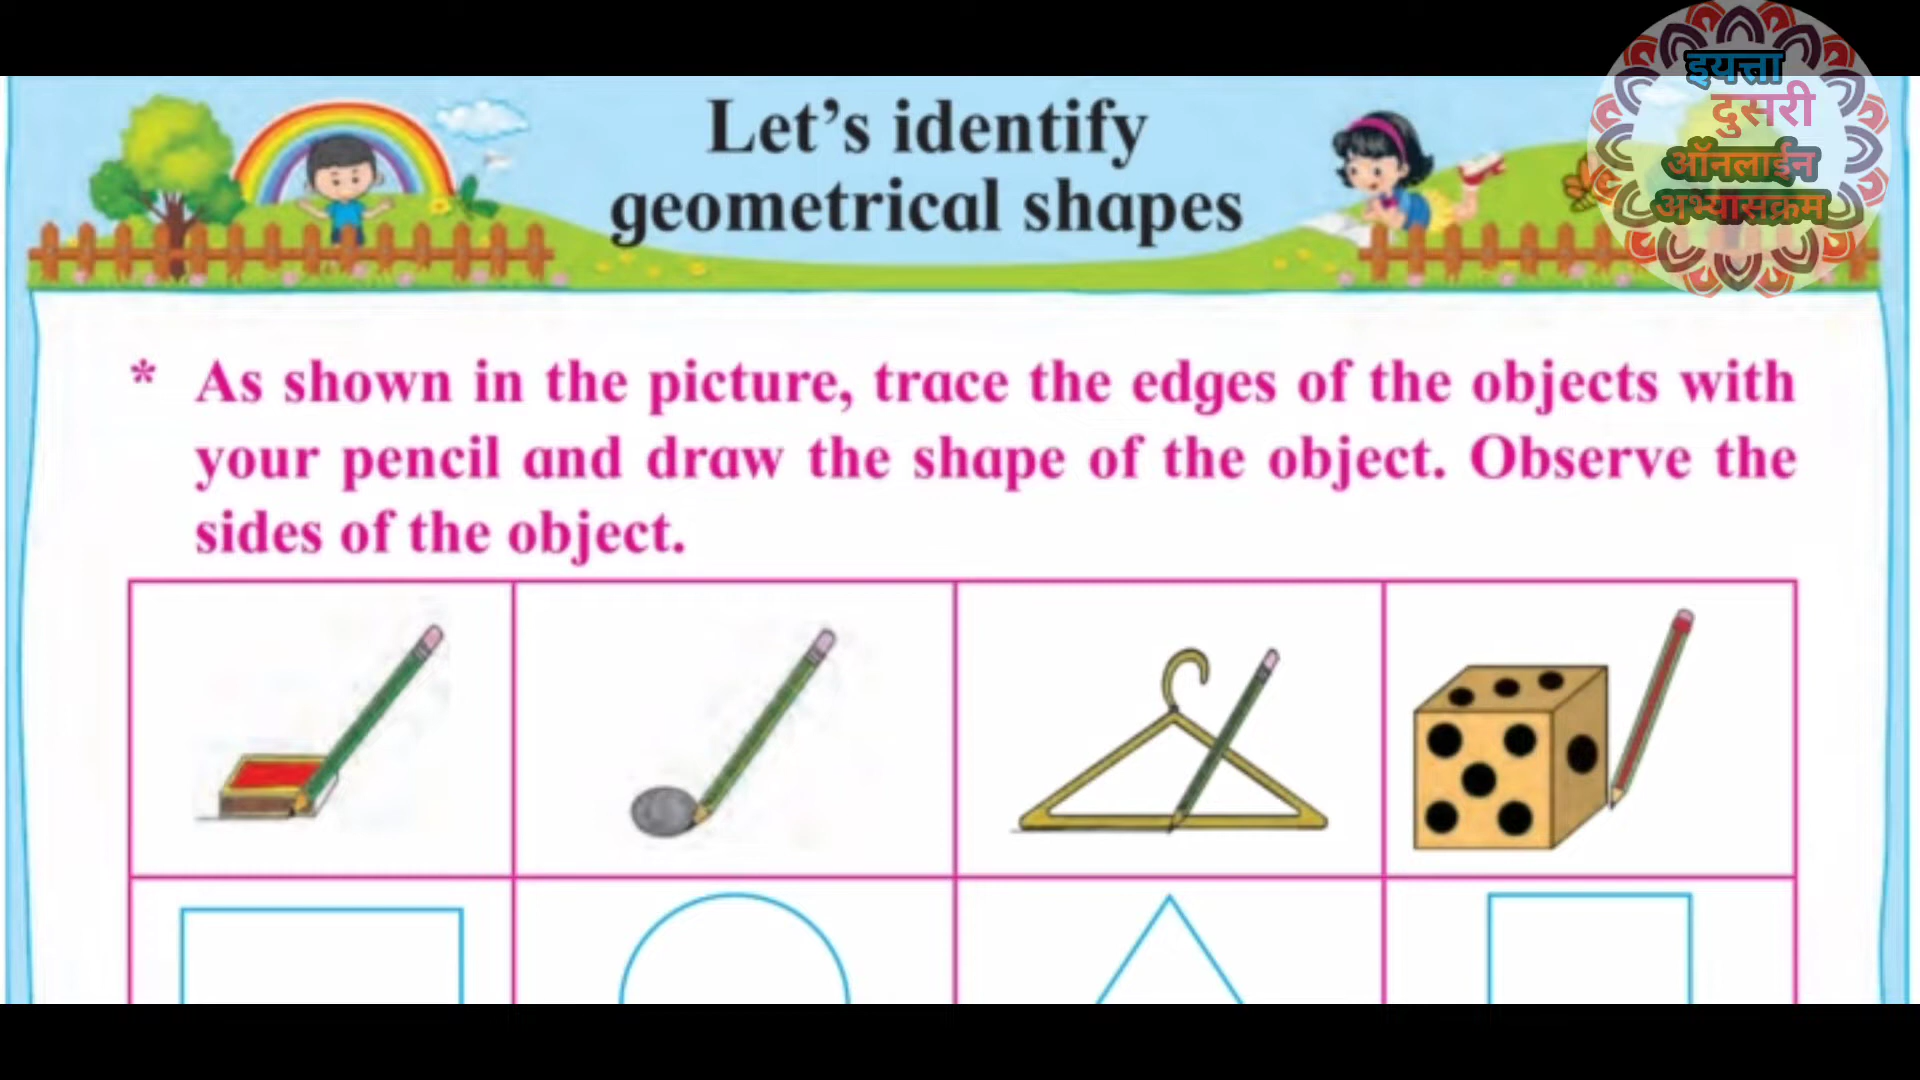 Let’s identify
geometrical shapes
इयत्ता
दुसरी
ऑनलाईन
अभ्यासक्रम
* As shown in the picture, trace the edges of the objects with
your pencil and draw the shape of the object. Observe the
sides of the object.